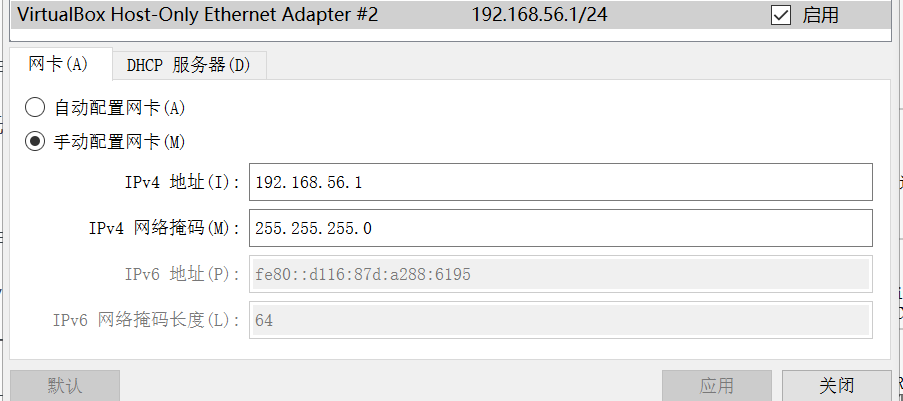 VirtualBox Host-Only Ethernet Adapter #2 192.168.56.1/24 启用
网卡(A) DHCP 服务器(D)
自动配置网卡(A)
手动配置网卡(M)
IPv4 地址(I): 192.168.56.1
IPv4 网络掩码(M): 255.255.255.0
IPv6 地址(P): fe80::d116:87d:a288:6195
IPv6 网络掩码长度(L): 64
默认 应用 关闭